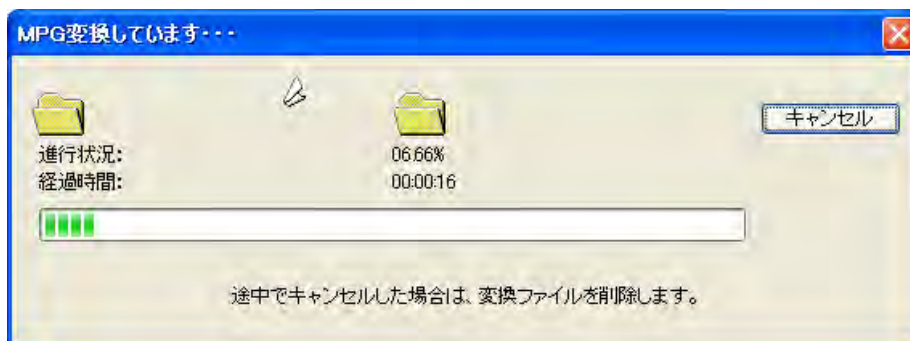 MPG変換しています・・・
キャンセル
進行状況: 06.66%
経過時間: 00:00:16
途中でキャンセルした場合は、変換ファイルを削除します。